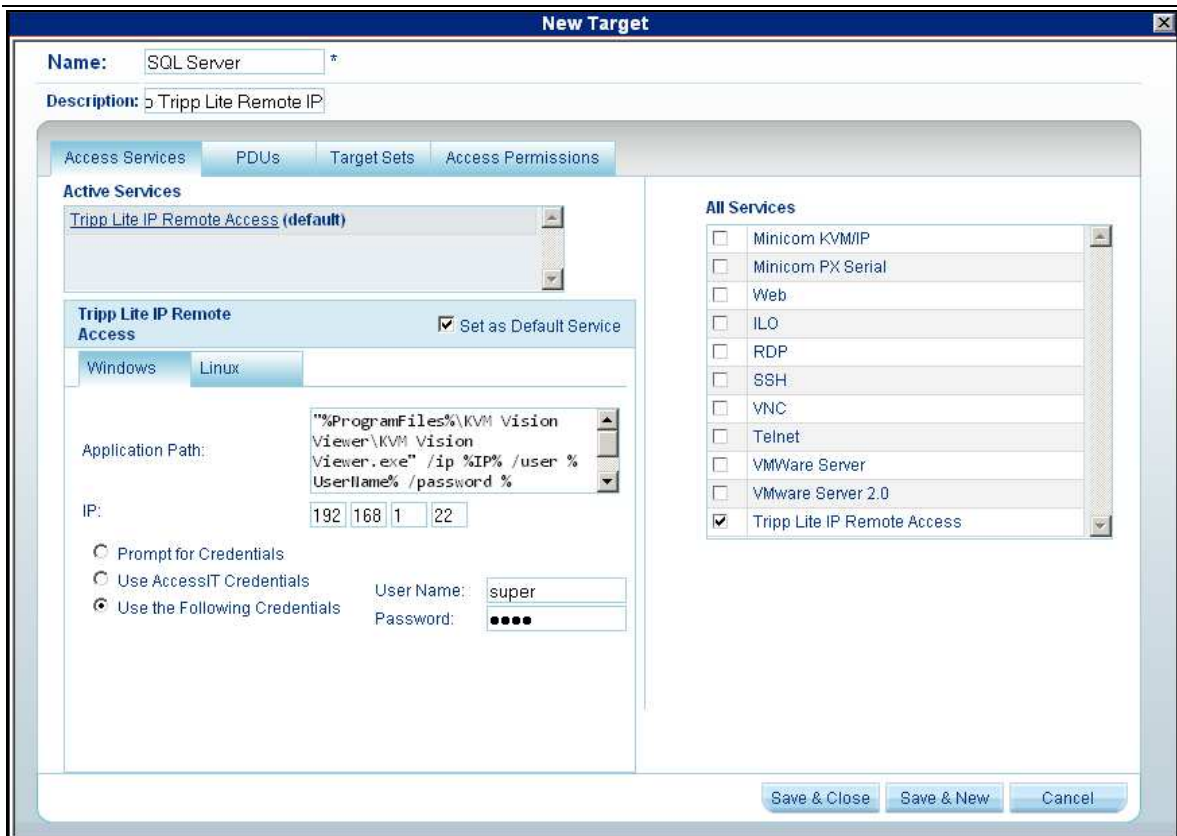 New Target
Name: SQL Server *
Description: o Tripp Lite Remote IP
Access Services PDUs Target Sets Access Permissions
Active Services
Tripp Lite IP Remote Access (default)
Tripp Lite IP Remote
Access
Set as Default Service
Windows Linux
Application Path:
"%ProgramFiles%\KVM Vision
Viewer\KVM Vision
Viewer.exe" /ip %IP% /user %
UserName% /password %
IP: 192 168 1 22
Prompt for Credentials
Use AccessIT Credentials
Use the Following Credentials
User Name: super
Password: ●●●●
All Services
Minicom KVM/IP
Minicom PX Serial
Web
ILO
RDP
SSH
VNC
Telnet
VMWare Server
VMware Server 2.0
Tripp Lite IP Remote Access
Save & Close Save & New Cancel